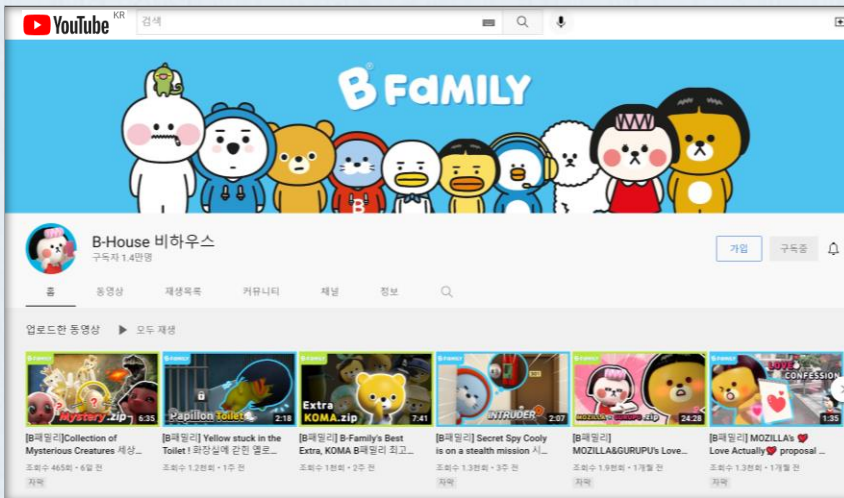 YouTube KR
검색
B FaMILY
B-House 비하우스
구독자 1.4만명
가입
구독중
홈
동영상
재생목록
커뮤니티
채널
정보
업로드한 동영상
모두 재생
B FAMILY
Mystery.zip
6:35
B FAMILY
Papillon Toilet
2:18
B FAMILY
Extra
KOMA.zip
7:41
B FAMILY
INTRUDER
2:07
B FAMILY
MOZILLA & GURUPU.zip
24:28
B FAMILY
LOVE
CONFESSION
1:35
[B패밀리]Collection of
Mysterious Creatures 세상...
조회수 465회 • 6일 전
자막
[B패밀리] Yellow stuck in the
Toilet ! 화장실에 갇힌 옐로...
조회수 1.2천회 • 1주 전
[B패밀리] B-Family's Best
Extra, KOMA B패밀리 최고...
조회수 1천회 • 2주 전
[B패밀리] Secret Spy Cooly
is on a stealth mission 시...
조회수 1.3천회 • 3주 전
자막
[B패밀리]
MOZILLA&GURUPU's Love...
조회수 1.9천회 • 1개월 전
자막
[B패밀리] MOZILLA's ❤
Love Actually❤ proposal ...
조회수 1.3천회 • 1개월 전
자막